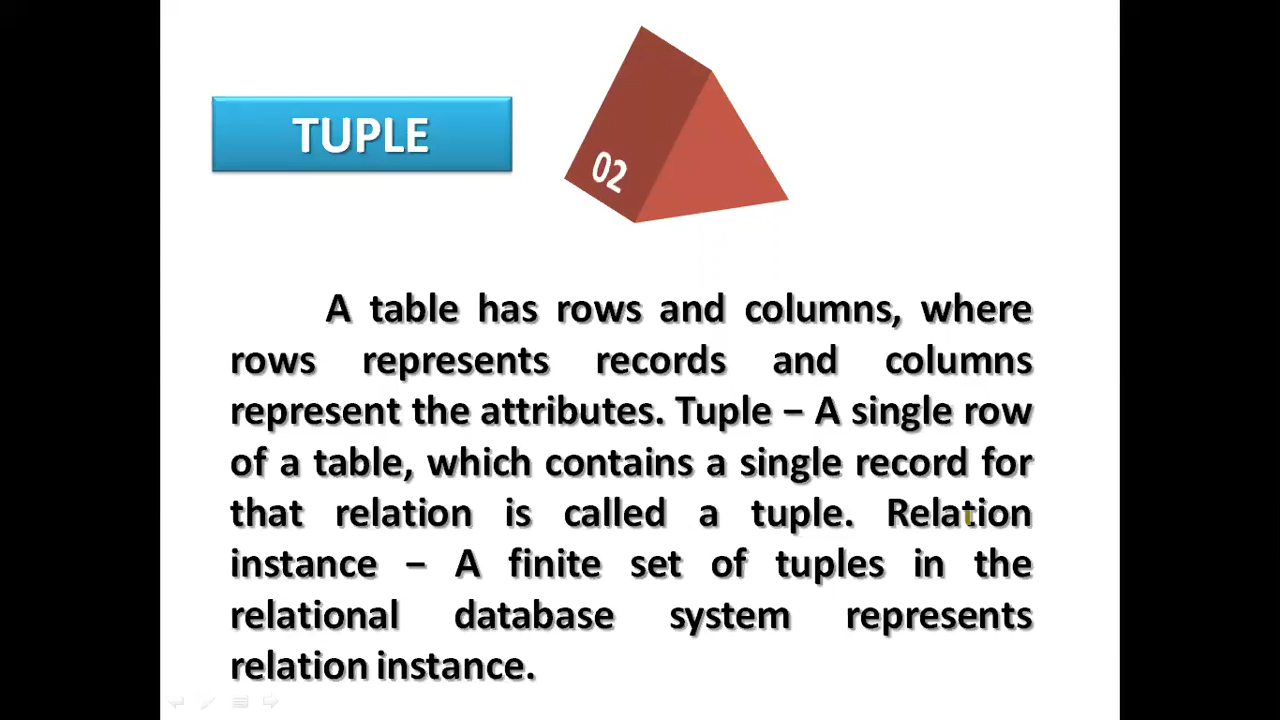 TUPLE
02
A table has rows and columns, where
rows represents records and columns
represent the attributes. Tuple − A single row
of a table, which contains a single record for
that relation is called a tuple. Relation
instance − A finite set of tuples in the
relational database system represents
relation instance.